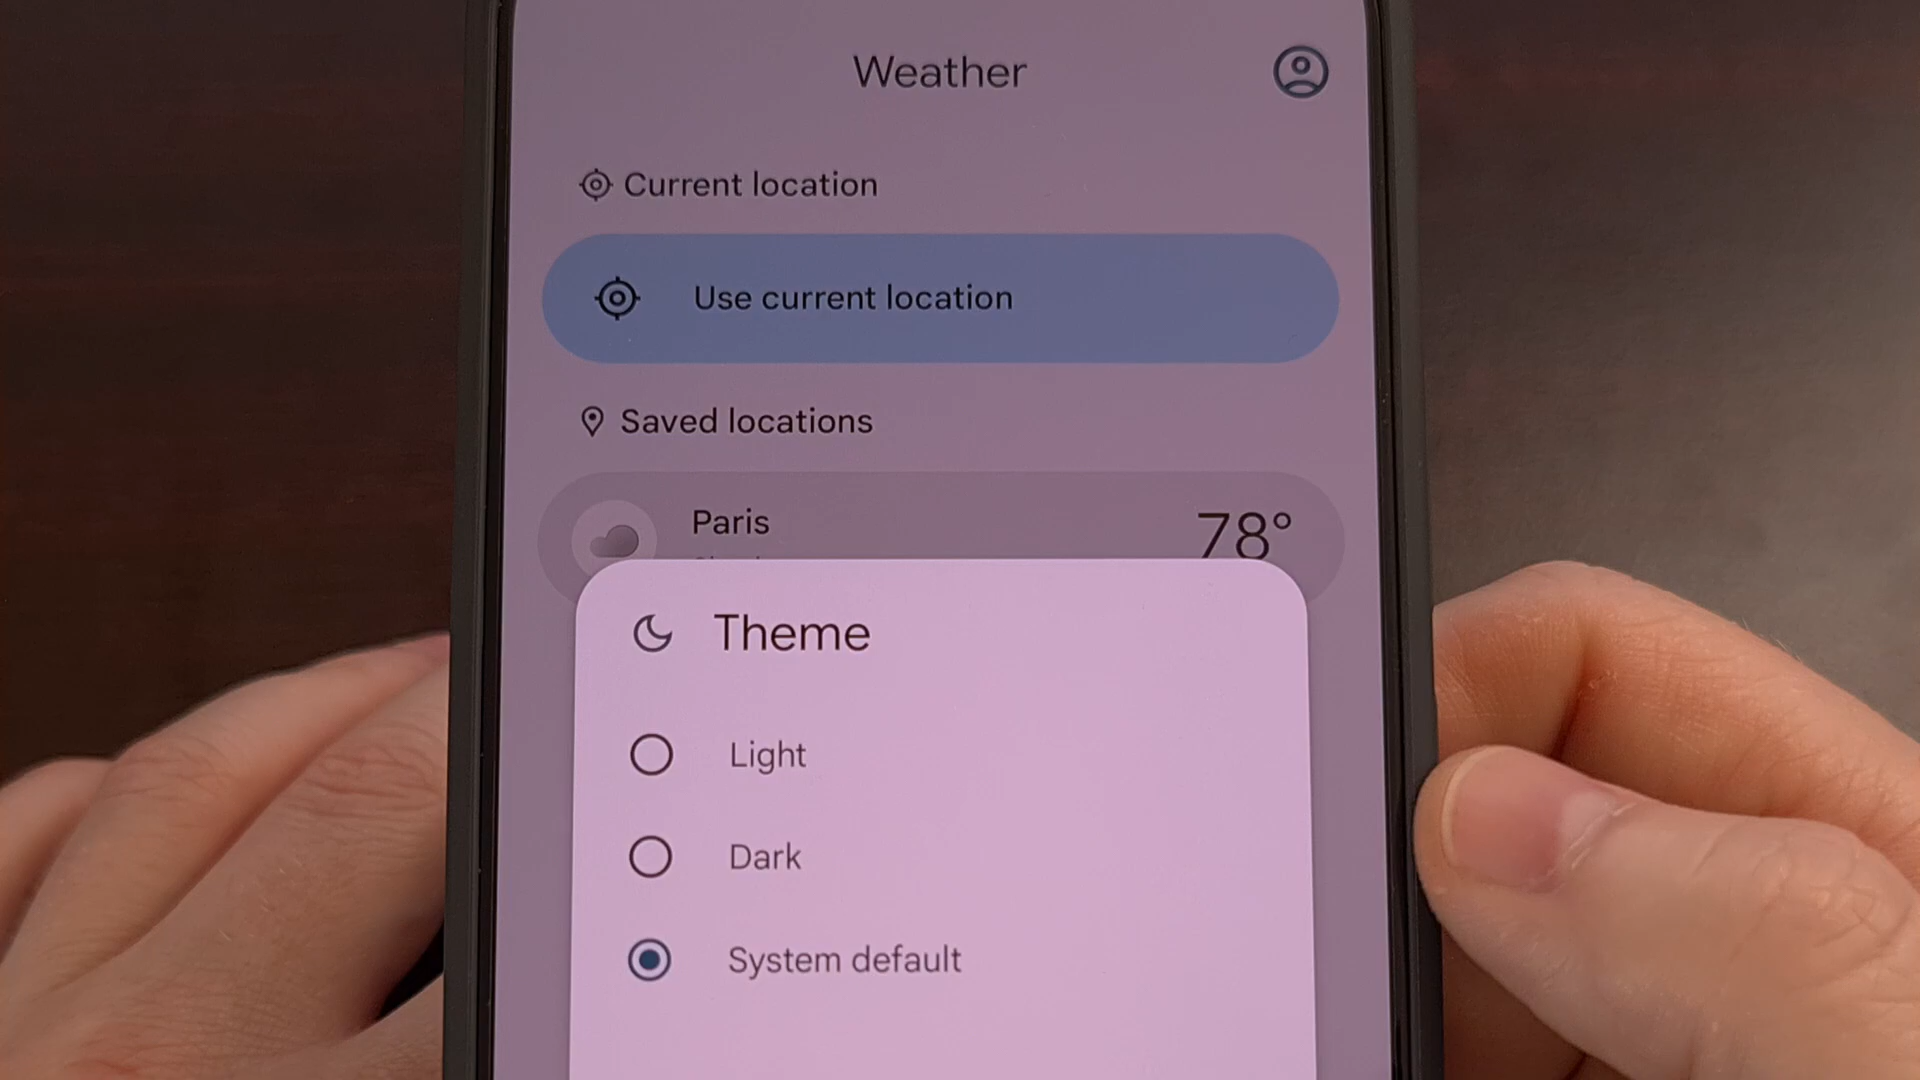 Weather
Current location
Use current location
Saved locations
Paris
78°
Theme
Light
Dark
System default